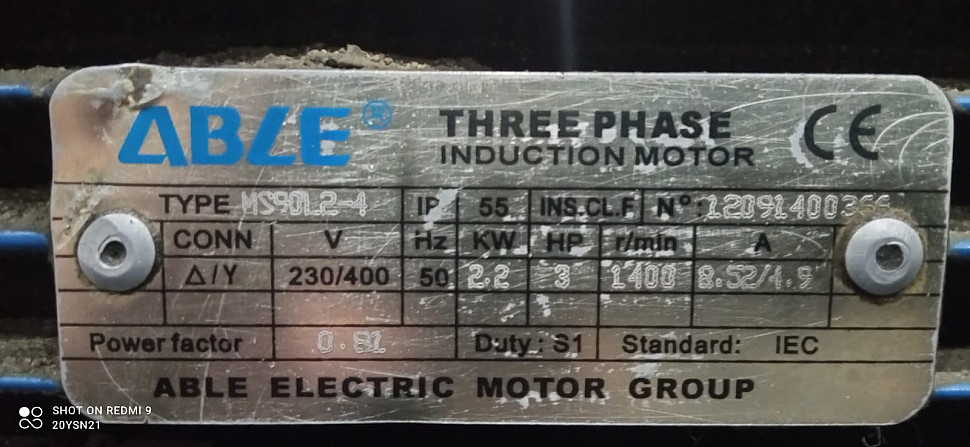 ABLE® THREE PHASE CE
INDUCTION MOTOR
TYPE MS90L2-4 IP 55 INS.CL.F N°:
CONN V Hz KW HP r/min A
Δ/Y 230/400 50 2.2 3 1400 8.52/4.9
Power factor 0.81 Duty: S1 Standard: IEC
ABLE ELECTRIC MOTOR GROUP
SHOT ON REDMI 9
20YSN21